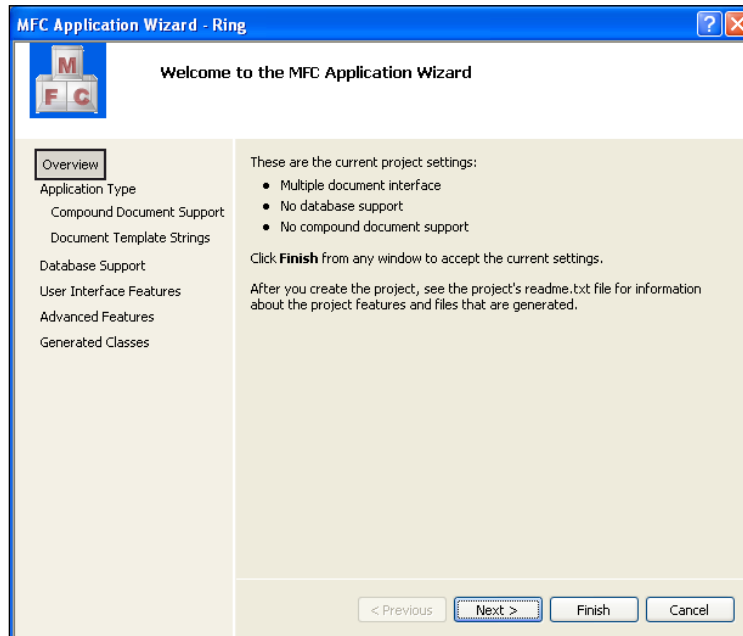 MFC Application Wizard - Ring
M
F C
Welcome to the MFC Application Wizard
Overview
Application Type
Compound Document Support
Document Template Strings
Database Support
User Interface Features
Advanced Features
Generated Classes
These are the current project settings:
• Multiple document interface
• No database support
• No compound document support
Click Finish from any window to accept the current settings.
After you create the project, see the project's readme.txt file for information
about the project features and files that are generated.
< Previous Next > Finish Cancel